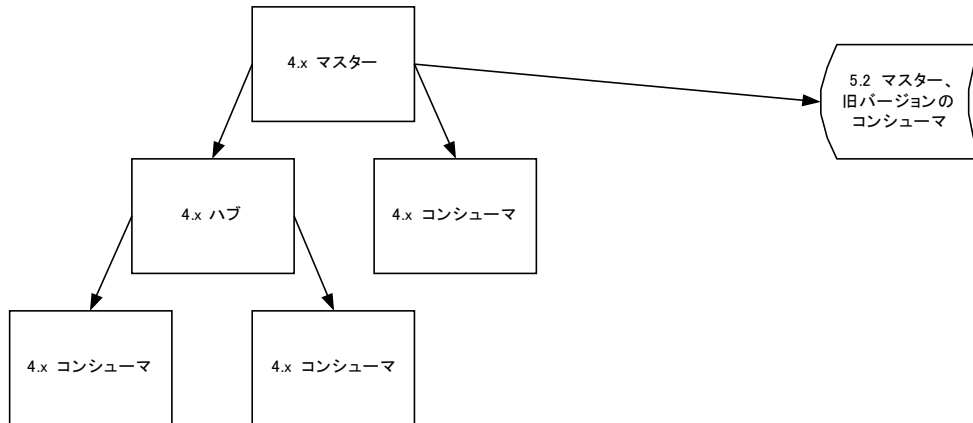 4.x マスター
5.2 マスター、
旧バージョンの
コンシューマ
4.x ハブ
4.x コンシューマ
4.x コンシューマ
4.x コンシューマ